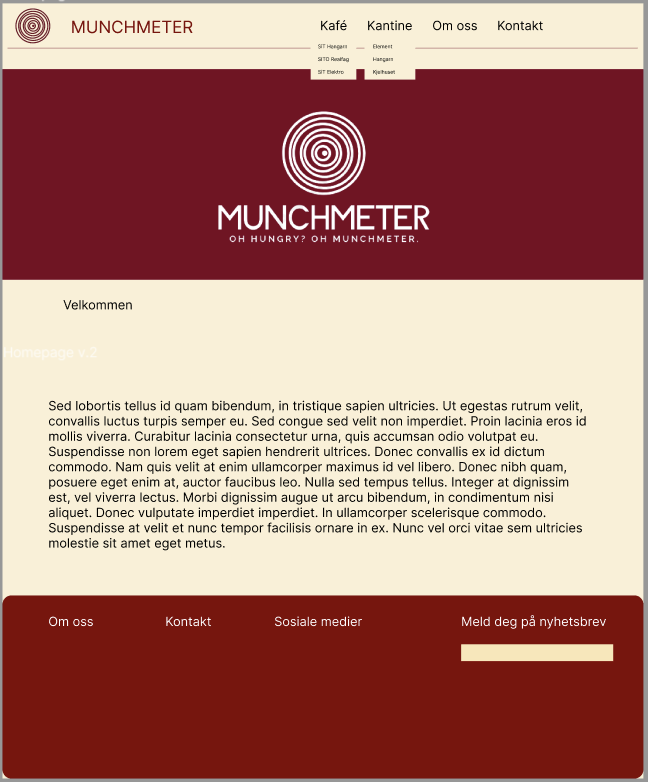 MUNCHMETER
Kafé Kantine Om oss Kontakt
SIT Hangarn
SITO Realfag
SIT Elektro
Element
Hangarn
Kjelhuset
MUNCHMETER
OH HUNGRY? OH MUNCHMETER.
Velkommen
Homepage v.2
Sed lobortis tellus id quam bibendum, in tristique sapien ultricies. Ut egestas rutrum velit,
convallis luctus turpis semper eu. Sed congue sed velit non imperdiet. Proin lacinia eros id
mollis viverra. Curabitur lacinia consectetur urna, quis accumsan odio volutpat eu.
Suspendisse non lorem eget sapien hendrerit ultrices. Donec convallis ex id dictum
commodo. Nam quis velit at enim ullamcorper maximus id vel libero. Donec nibh quam,
posuere eget enim at, auctor faucibus leo. Nulla sed tempus tellus. Integer at dignissim
est, vel viverra lectus. Morbi dignissim augue ut arcu bibendum, in condimentum nisi
aliquet. Donec vulputate imperdiet imperdiet. In ullamcorper scelerisque commodo.
Suspendisse at velit et nunc tempor facilisis ornare in ex. Nunc vel orci vitae sem ultricies
molestie sit amet eget metus.
Om oss Kontakt Sosiale medier Meld deg på nyhetsbrev